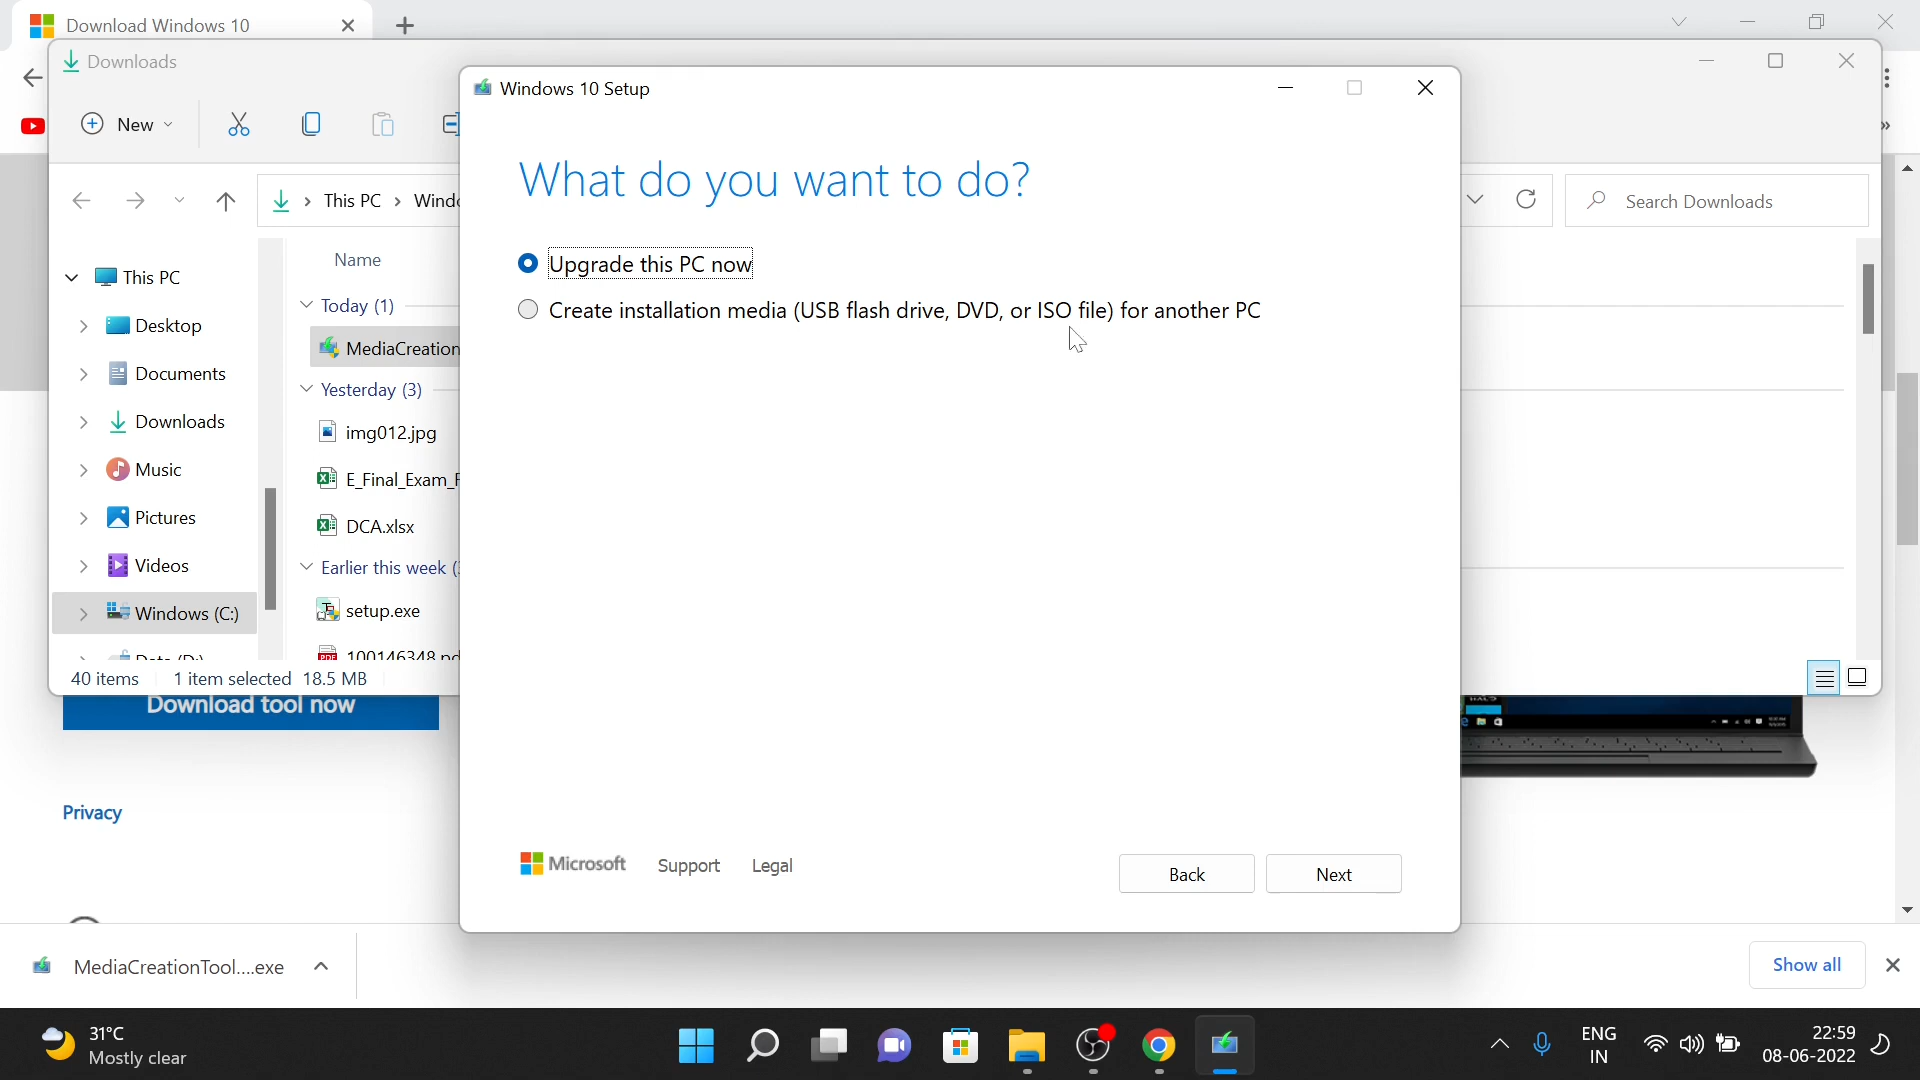 Download Windows 10
Downloads
New
Windows 10 Setup
What do you want to do?
Upgrade this PC now
Create installation media (USB flash drive, DVD, or ISO file) for another PC
Microsoft
Support
Legal
Back
Next
This PC
Search Downloads
This PC
Desktop
Documents
Downloads
Music
Pictures
Videos
Windows (C:)
Name
Today (1)
MediaCreation
Yesterday (3)
img012.jpg
E_Final_Exam_
DCA.xlsx
Earlier this week
setup.exe
40 items
1 item selected 18.5 MB
Download tool now
Privacy
MediaCreationTool....exe
Show all
31°C
Mostly clear
ENG
IN
22:59
08-06-2022